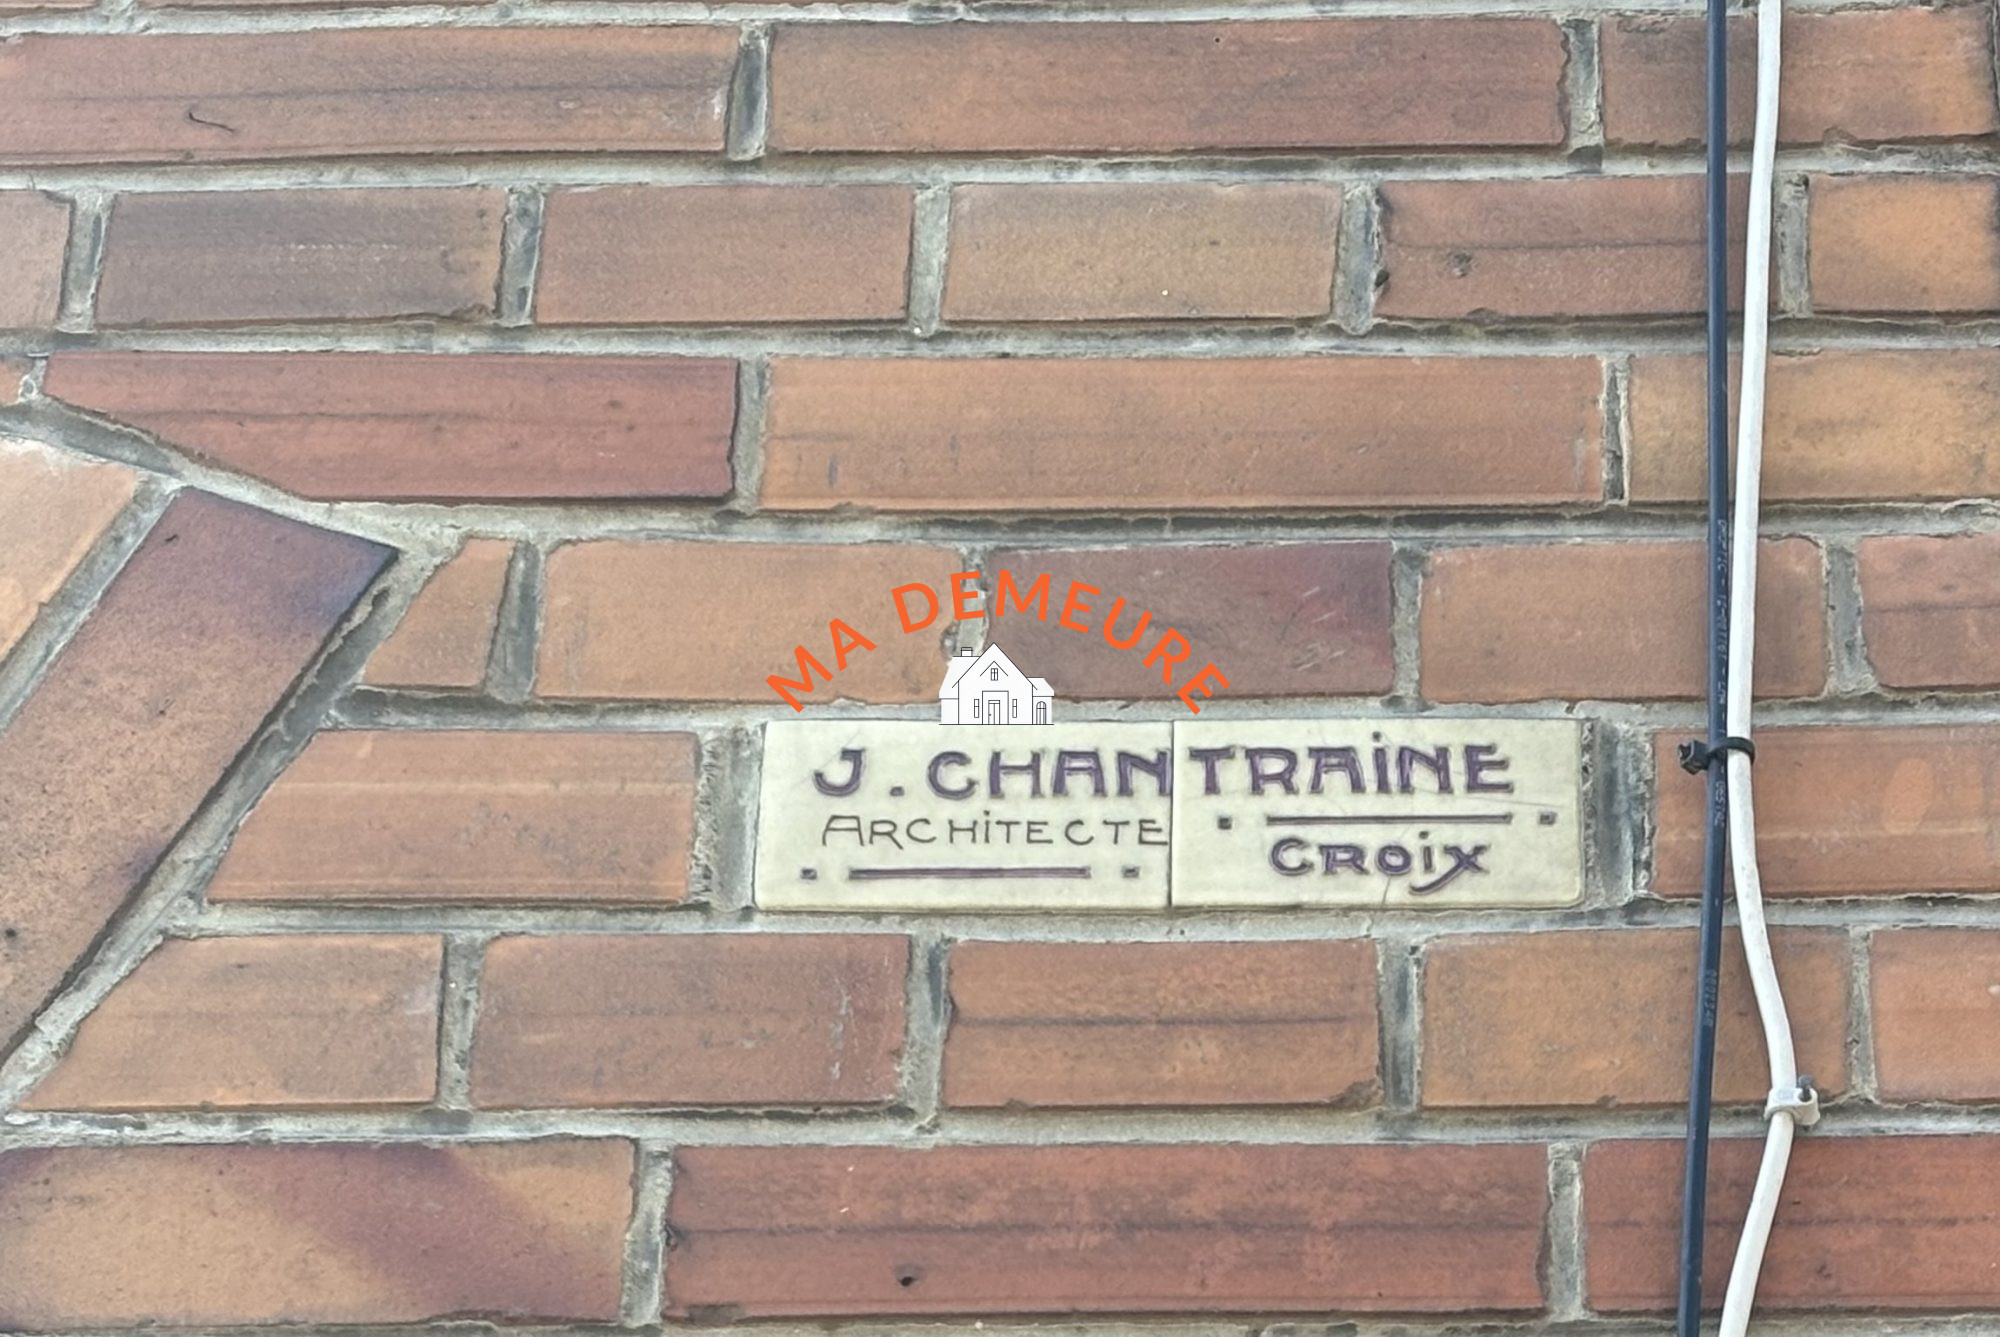 MA DEMEURE
J. CHANTRAINE
ARCHITECTE
CROIX